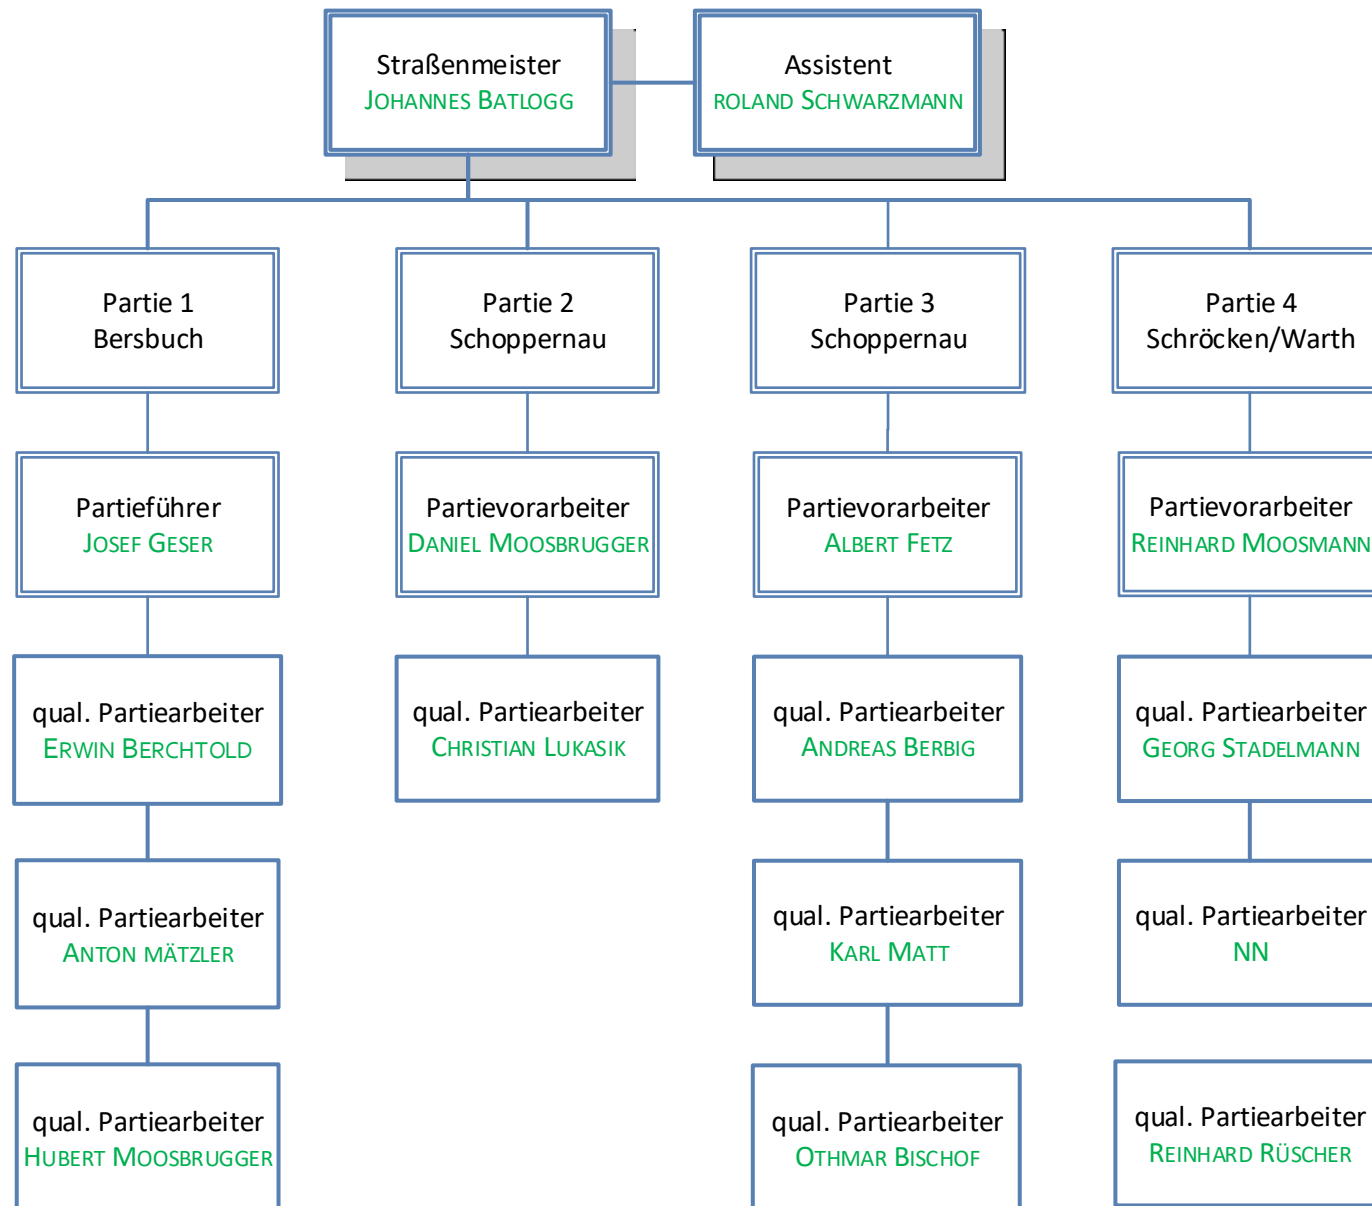 Straßenmeister
JOHANNES BATLOGG
Assistent
ROLAND SCHWARZMANN
Partie 1
Bersbuch
Partie 2
Schoppernau
Partie 3
Schoppernau
Partie 4
Schröcken/Warth
Partieführer
JOSEF GESER
Partievorarbeiter
DANIEL MOOSBRUGGER
Partievorarbeiter
ALBERT FETZ
Partievorarbeiter
REINHARD MOOSMANN
qual. Partiearbeiter
ERWIN BERCHTOLD
qual. Partiearbeiter
CHRISTIAN LUKASIK
qual. Partiearbeiter
ANDREAS BERBIG
qual. Partiearbeiter
GEORG STADELMANN
qual. Partiearbeiter
ANTON MÄTZLER
qual. Partiearbeiter
KARL MATT
qual. Partiearbeiter
NN
qual. Partiearbeiter
HUBERT MOOSBRUGGER
qual. Partiearbeiter
OTHMAR BISCHOF
qual. Partiearbeiter
REINHARD RÜSCHER